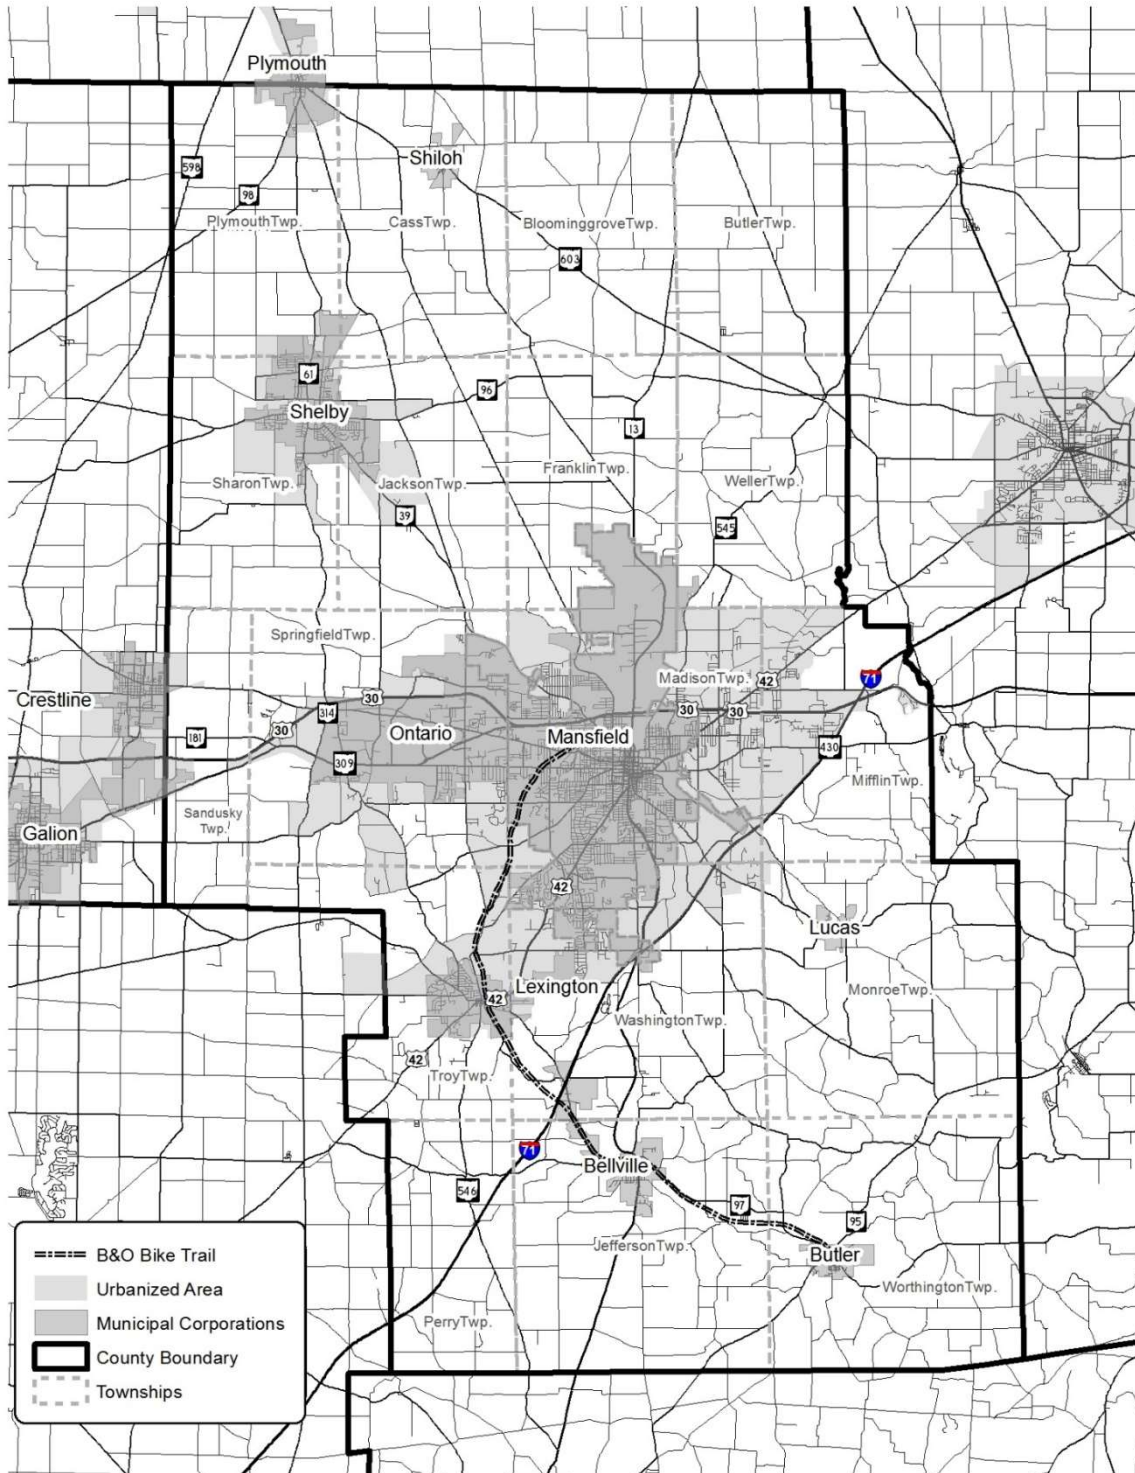 Plymouth
Shiloh
598
98
PlymouthTwp.
CassTwp.
BloominggroveTwp.
ButlerTwp.
603
61
96
Shelby
13
FranklinTwp.
SharonTwp.
JacksonTwp.
WellerTwp.
39
545
SpringfieldTwp.
MadisonTwp.
42
71
Crestline
30
30
30
314
30
181
Ontario
Mansfield
430
309
MifflinTwp.
Sandusky
Twp.
Galion
42
Lucas
Lexington
MonroeTwp.
42
WashingtonTwp.
42
TroyTwp.
71
Bellville
546
97
95
JeffersonTwp.
Butler
WorthingtonTwp.
PerryTwp.
B&O Bike Trail
Urbanized Area
Municipal Corporations
County Boundary
Townships